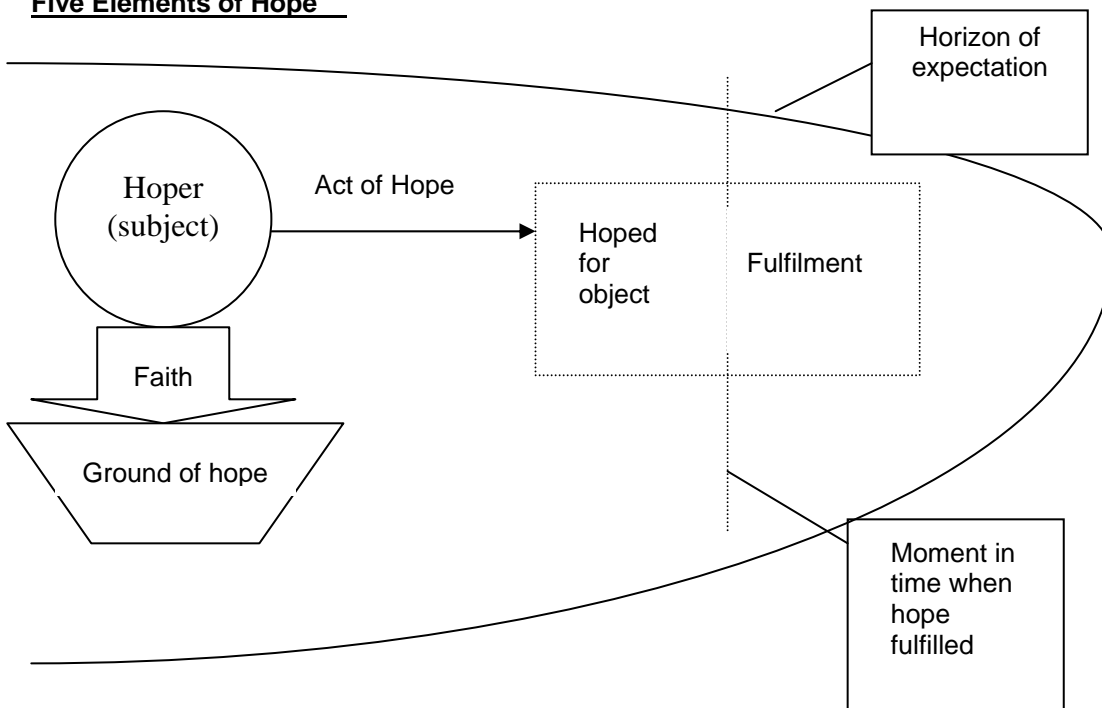 Five Elements of Hope
Horizon of
expectation
Hoper
(subject)
Act of Hope
Hoped
for
object
Fulfilment
Faith
Ground of hope
Moment in
time when
hope
fulfilled